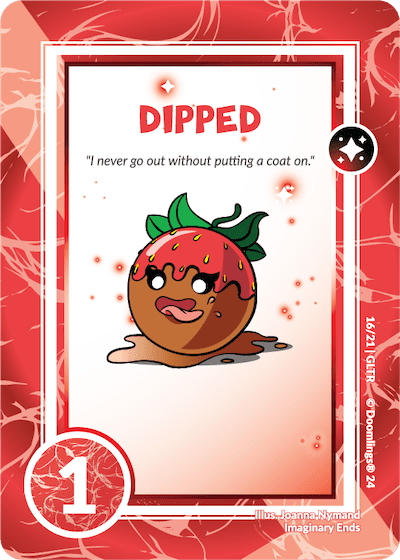 DIPPED
"I never go out without putting a coat on."
16/21 | GLTR © Doomlings® 24
1
Illus. Joanna Nymand
Imaginary Ends